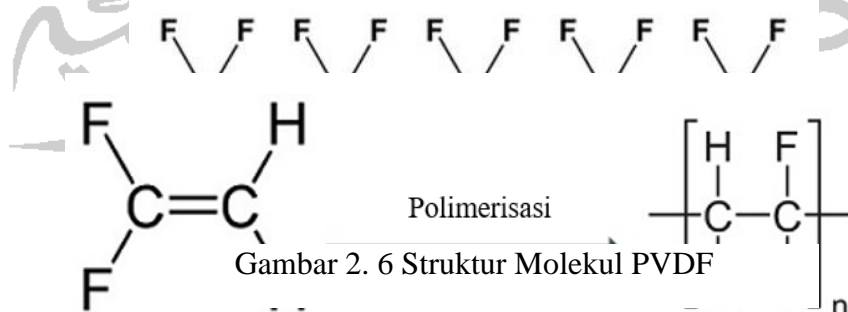 F F F F F F F F F F
F H H F
C=C Polimerisasi C-C
F Gambar 2. 6 Struktur Molekul PVDF
n